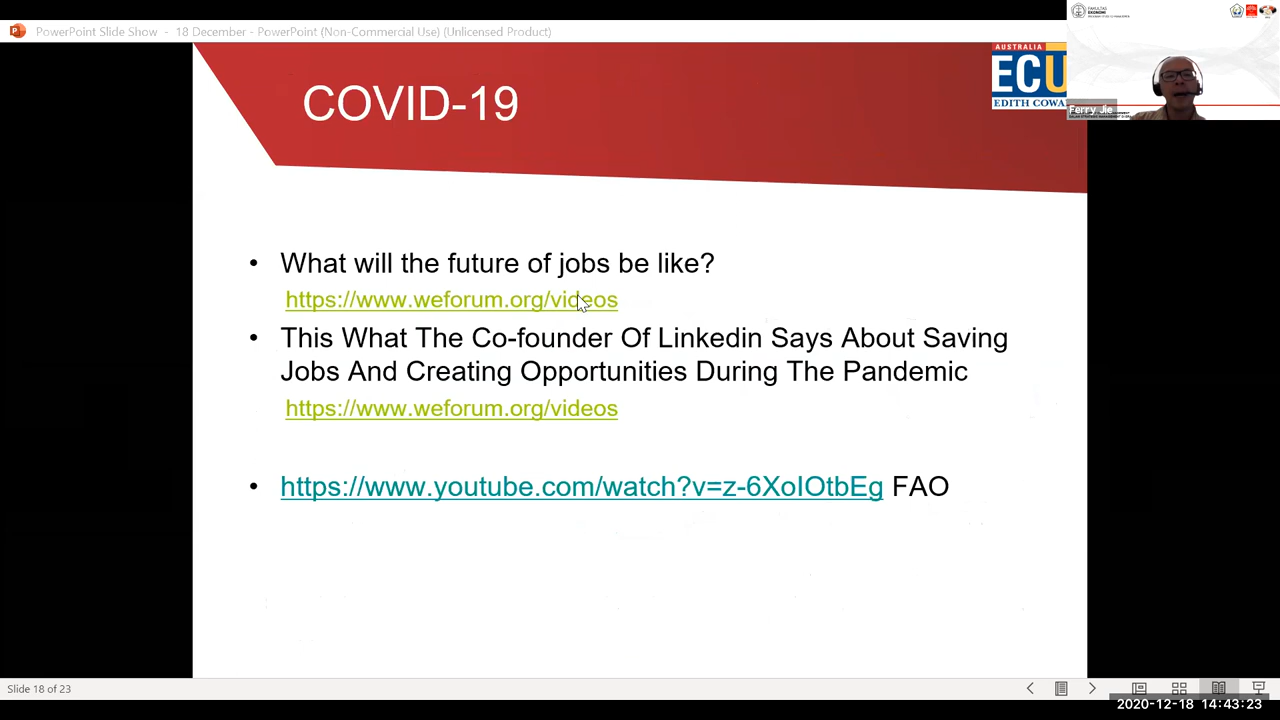 PowerPoint Slide Show - 18 December - PowerPoint (Non-Commercial Use) (Unlicensed Product)
FAKULTAS
EKONOMI
AUSTRALIA
ECU
EDITH COWA
Ferry Jie
COVID-19
• What will the future of jobs be like?
https://www.weforum.org/videos
• This What The Co-founder Of Linkedin Says About Saving
Jobs And Creating Opportunities During The Pandemic
https://www.weforum.org/videos
• https://www.youtube.com/watch?v=z-6XoIOtbEg FAO
Slide 18 of 23
2020-12-18 14:43:23